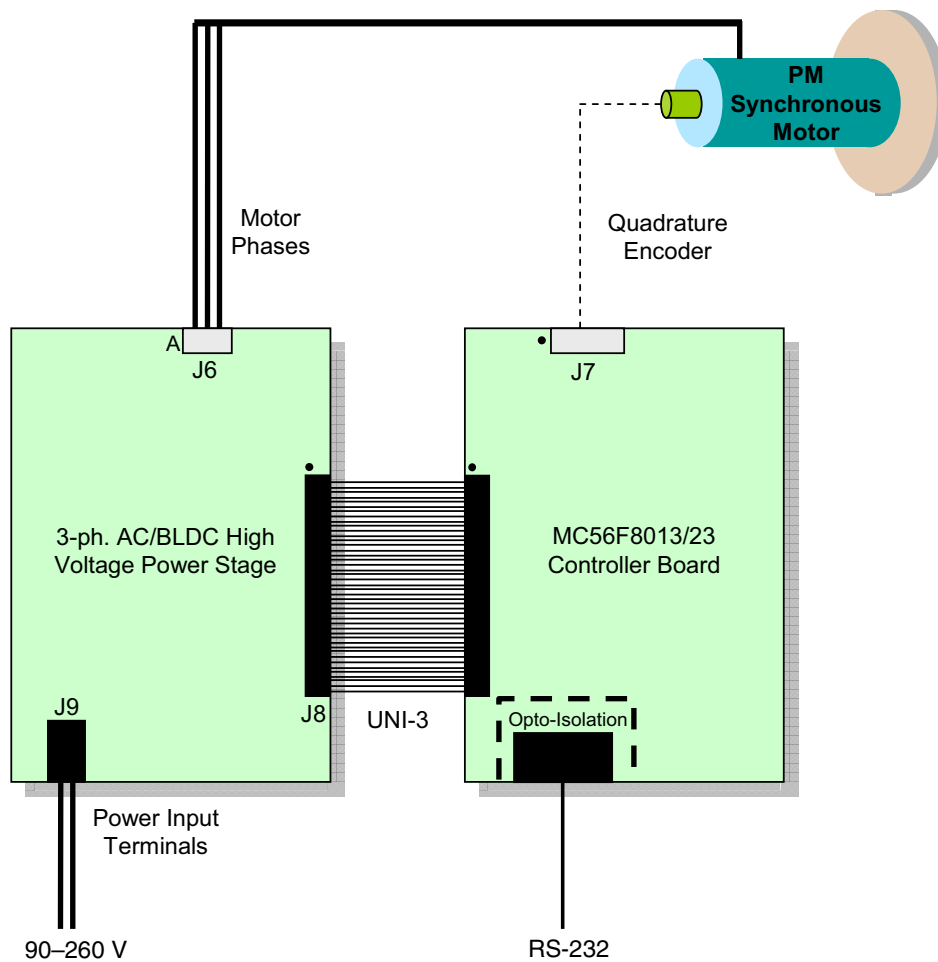 PM
Synchronous
Motor
Motor
Phases
Quadrature
Encoder
A
J6
J7
3-ph. AC/BLDC High
Voltage Power Stage
MC56F8013/23
Controller Board
J9
J8
UNI-3
Opto-Isolation
Power Input
Terminals
90–260 V
RS-232